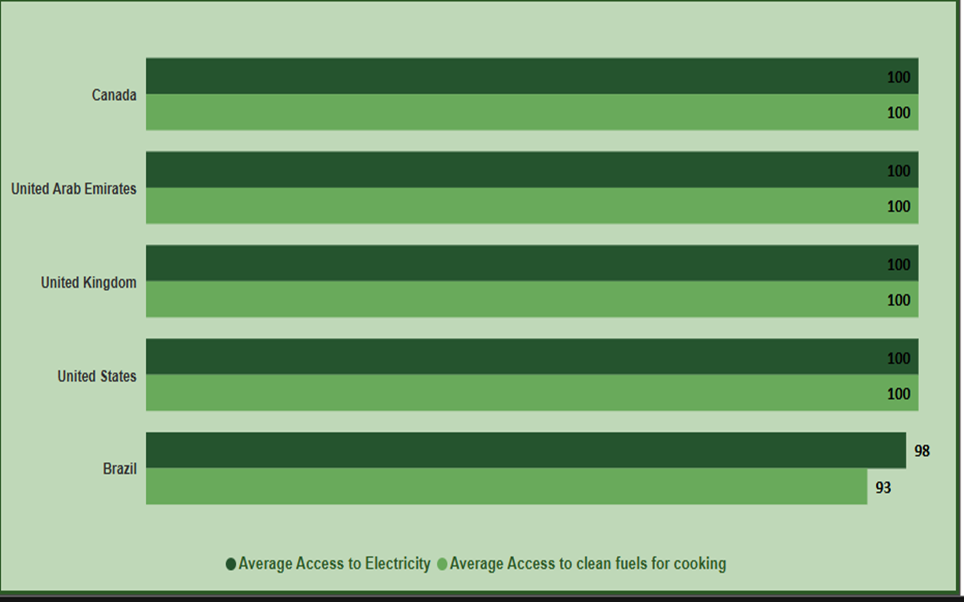 Canada
100
100
United Arab Emirates
100
100
United Kingdom
100
100
United States
100
100
Brazil
98
93
Average Access to Electricity Average Access to clean fuels for cooking